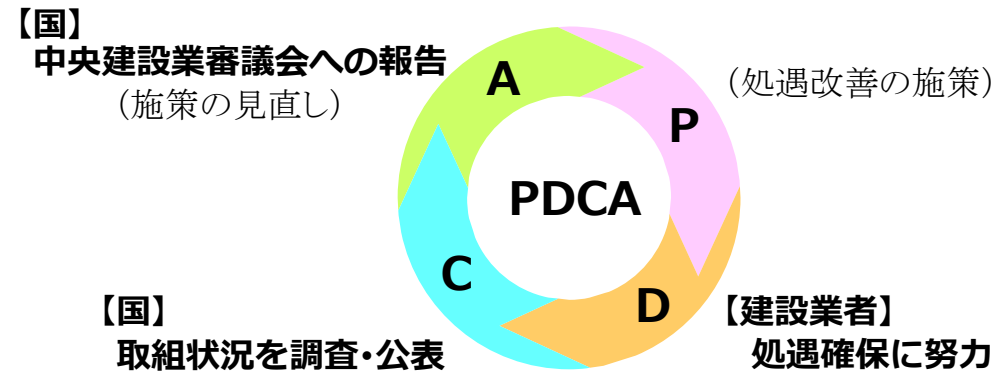 【国】
中央建設業審議会への報告
（施策の見直し）
A
（処遇改善の施策）
P
PDCA
C
D
【国】
取組状況を調査・公表
【建設業者】
処遇確保に努力